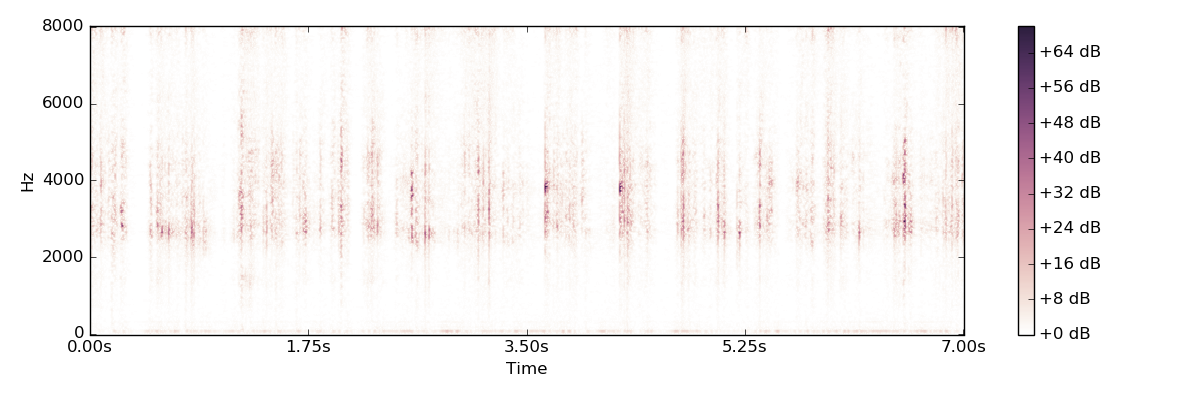 8000
6000
4000
2000
0
Hz
0.00s
1.75s
3.50s
5.25s
7.00s
Time
+64 dB
+56 dB
+48 dB
+40 dB
+32 dB
+24 dB
+16 dB
+8 dB
+0 dB